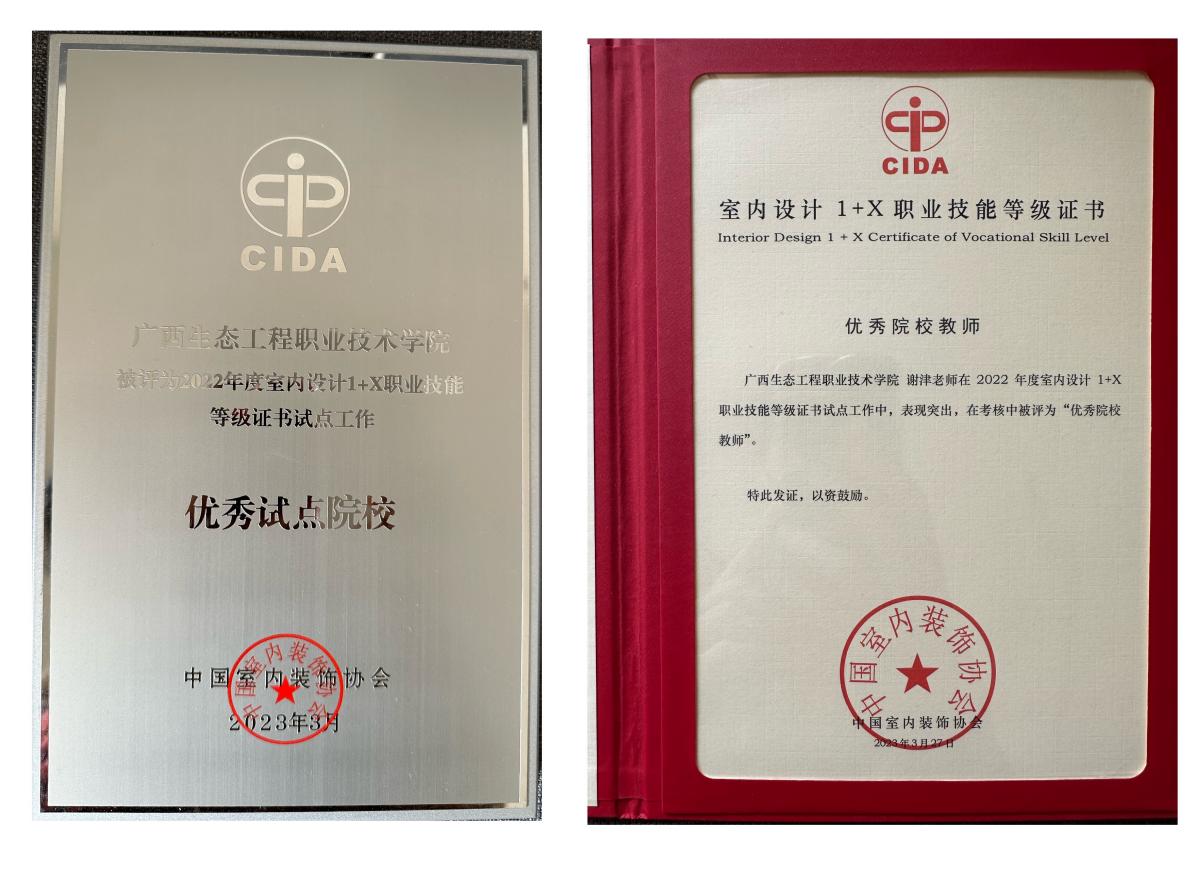 CIDA
广西生态工程职业技术学院
被评为2022年度室内设计1+X职业技能
等级证书试点工作
优秀试点院校
中国室内装饰协会
2023年3月
中国室内装饰协会
CIDA
室内设计 1+X 职业技能等级证书
Interior Design 1 + X Certificate of Vocational Skill Level
优秀院校教师
广西生态工程职业技术学院 谢津老师在 2022 年度室内设计 1+X
职业技能等级证书试点工作中，表现突出，在考核中被评为“优秀院校
教师”。
特此发证，以资鼓励。
中国室内装饰协会
中国室内装饰协会
2023年3月27日